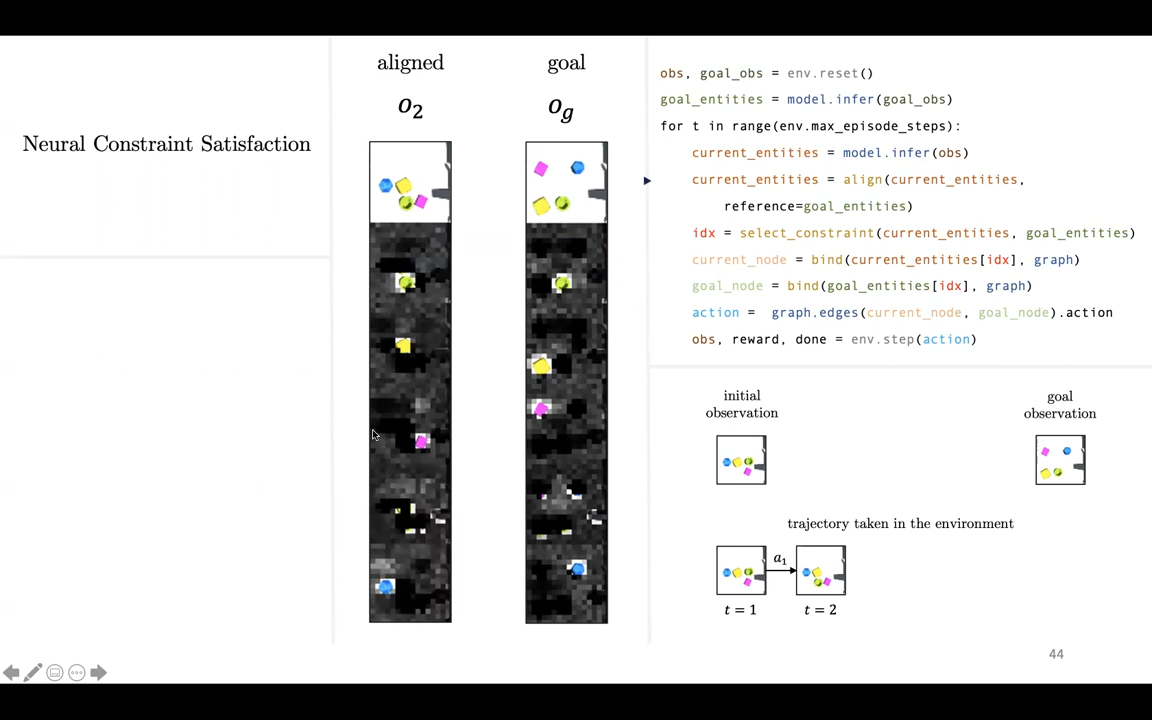 Neural Constraint Satisfaction
aligned
o₂
goal
o_g
obs, goal_obs = env.reset()
goal_entities = model.infer(goal_obs)
for t in range(env.max_episode_steps):
current_entities = model.infer(obs)
current_entities = align(current_entities,
reference=goal_entities)
idx = select_constraint(current_entities, goal_entities)
current_node = bind(current_entities[idx], graph)
goal_node = bind(goal_entities[idx], graph)
action = graph.edges(current_node, goal_node).action
obs, reward, done = env.step(action)
initial
observation
goal
observation
trajectory taken in the environment
a₁
t = 1
t = 2
44